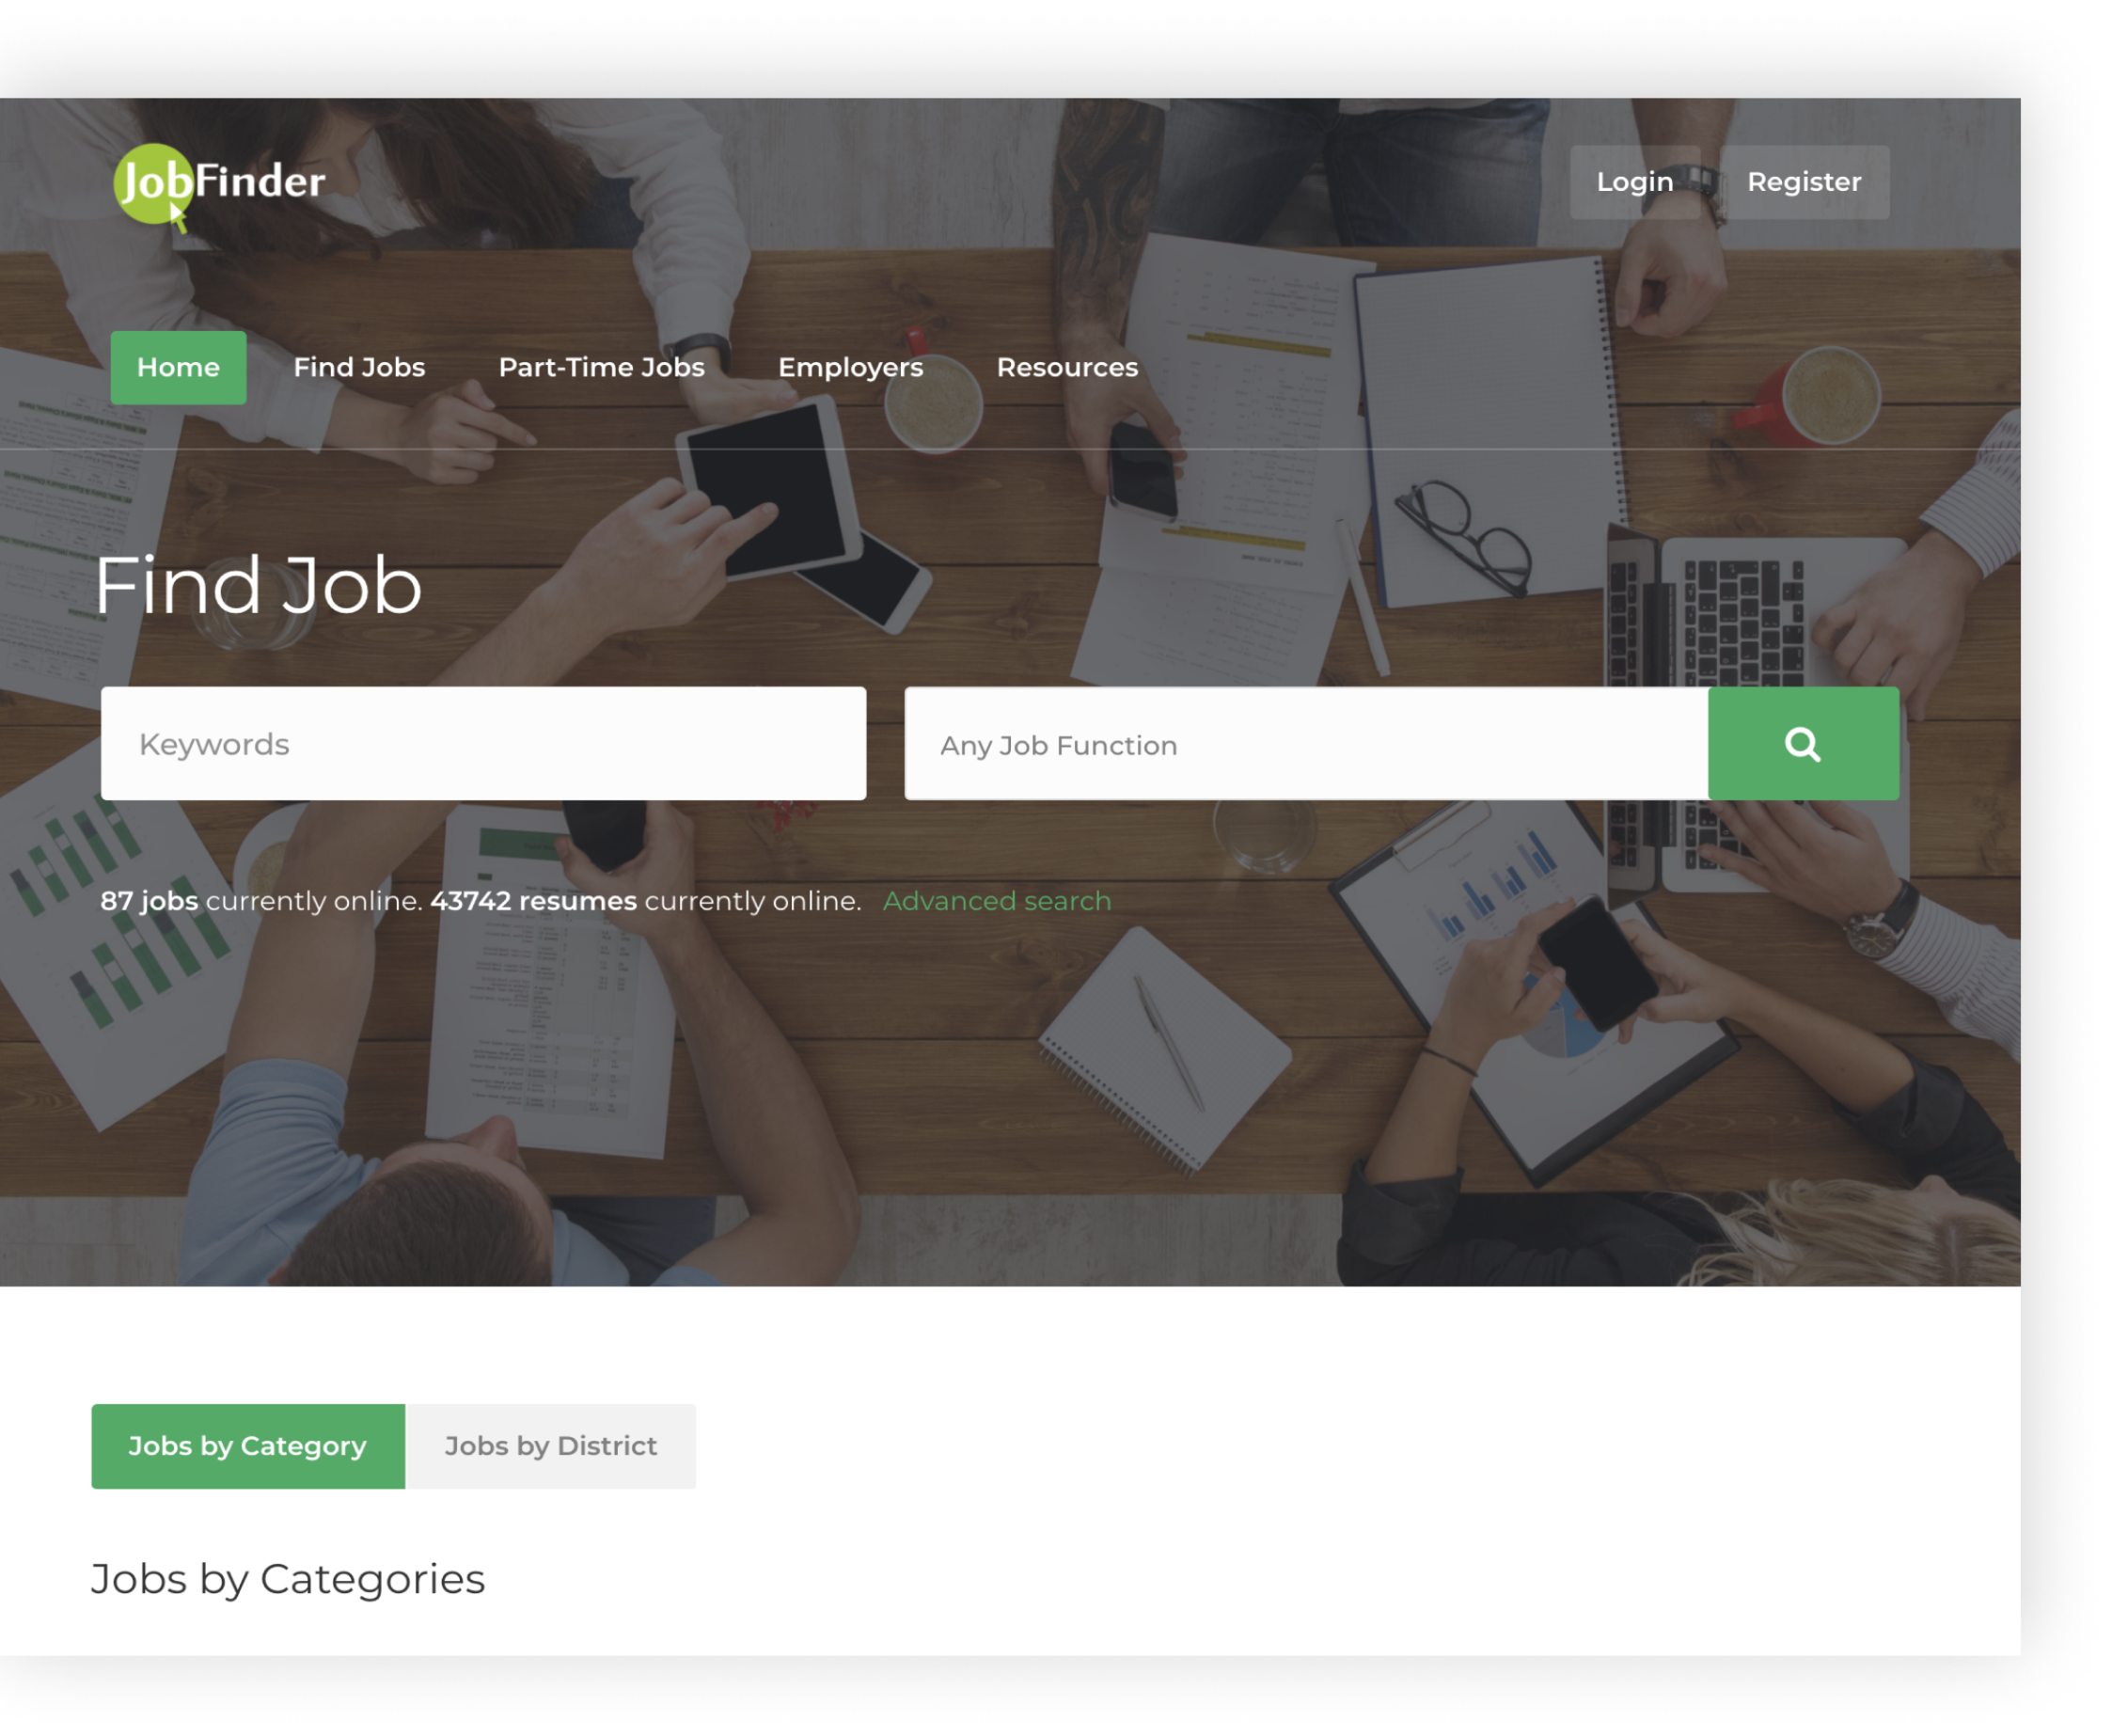 JobFinder
Login
Register
Home
Find Jobs
Part-Time Jobs
Employers
Resources
Find Job
Keywords
Any Job Function
87 jobs currently online. 43742 resumes currently online. Advanced search
Jobs by Category
Jobs by District
Jobs by Categories